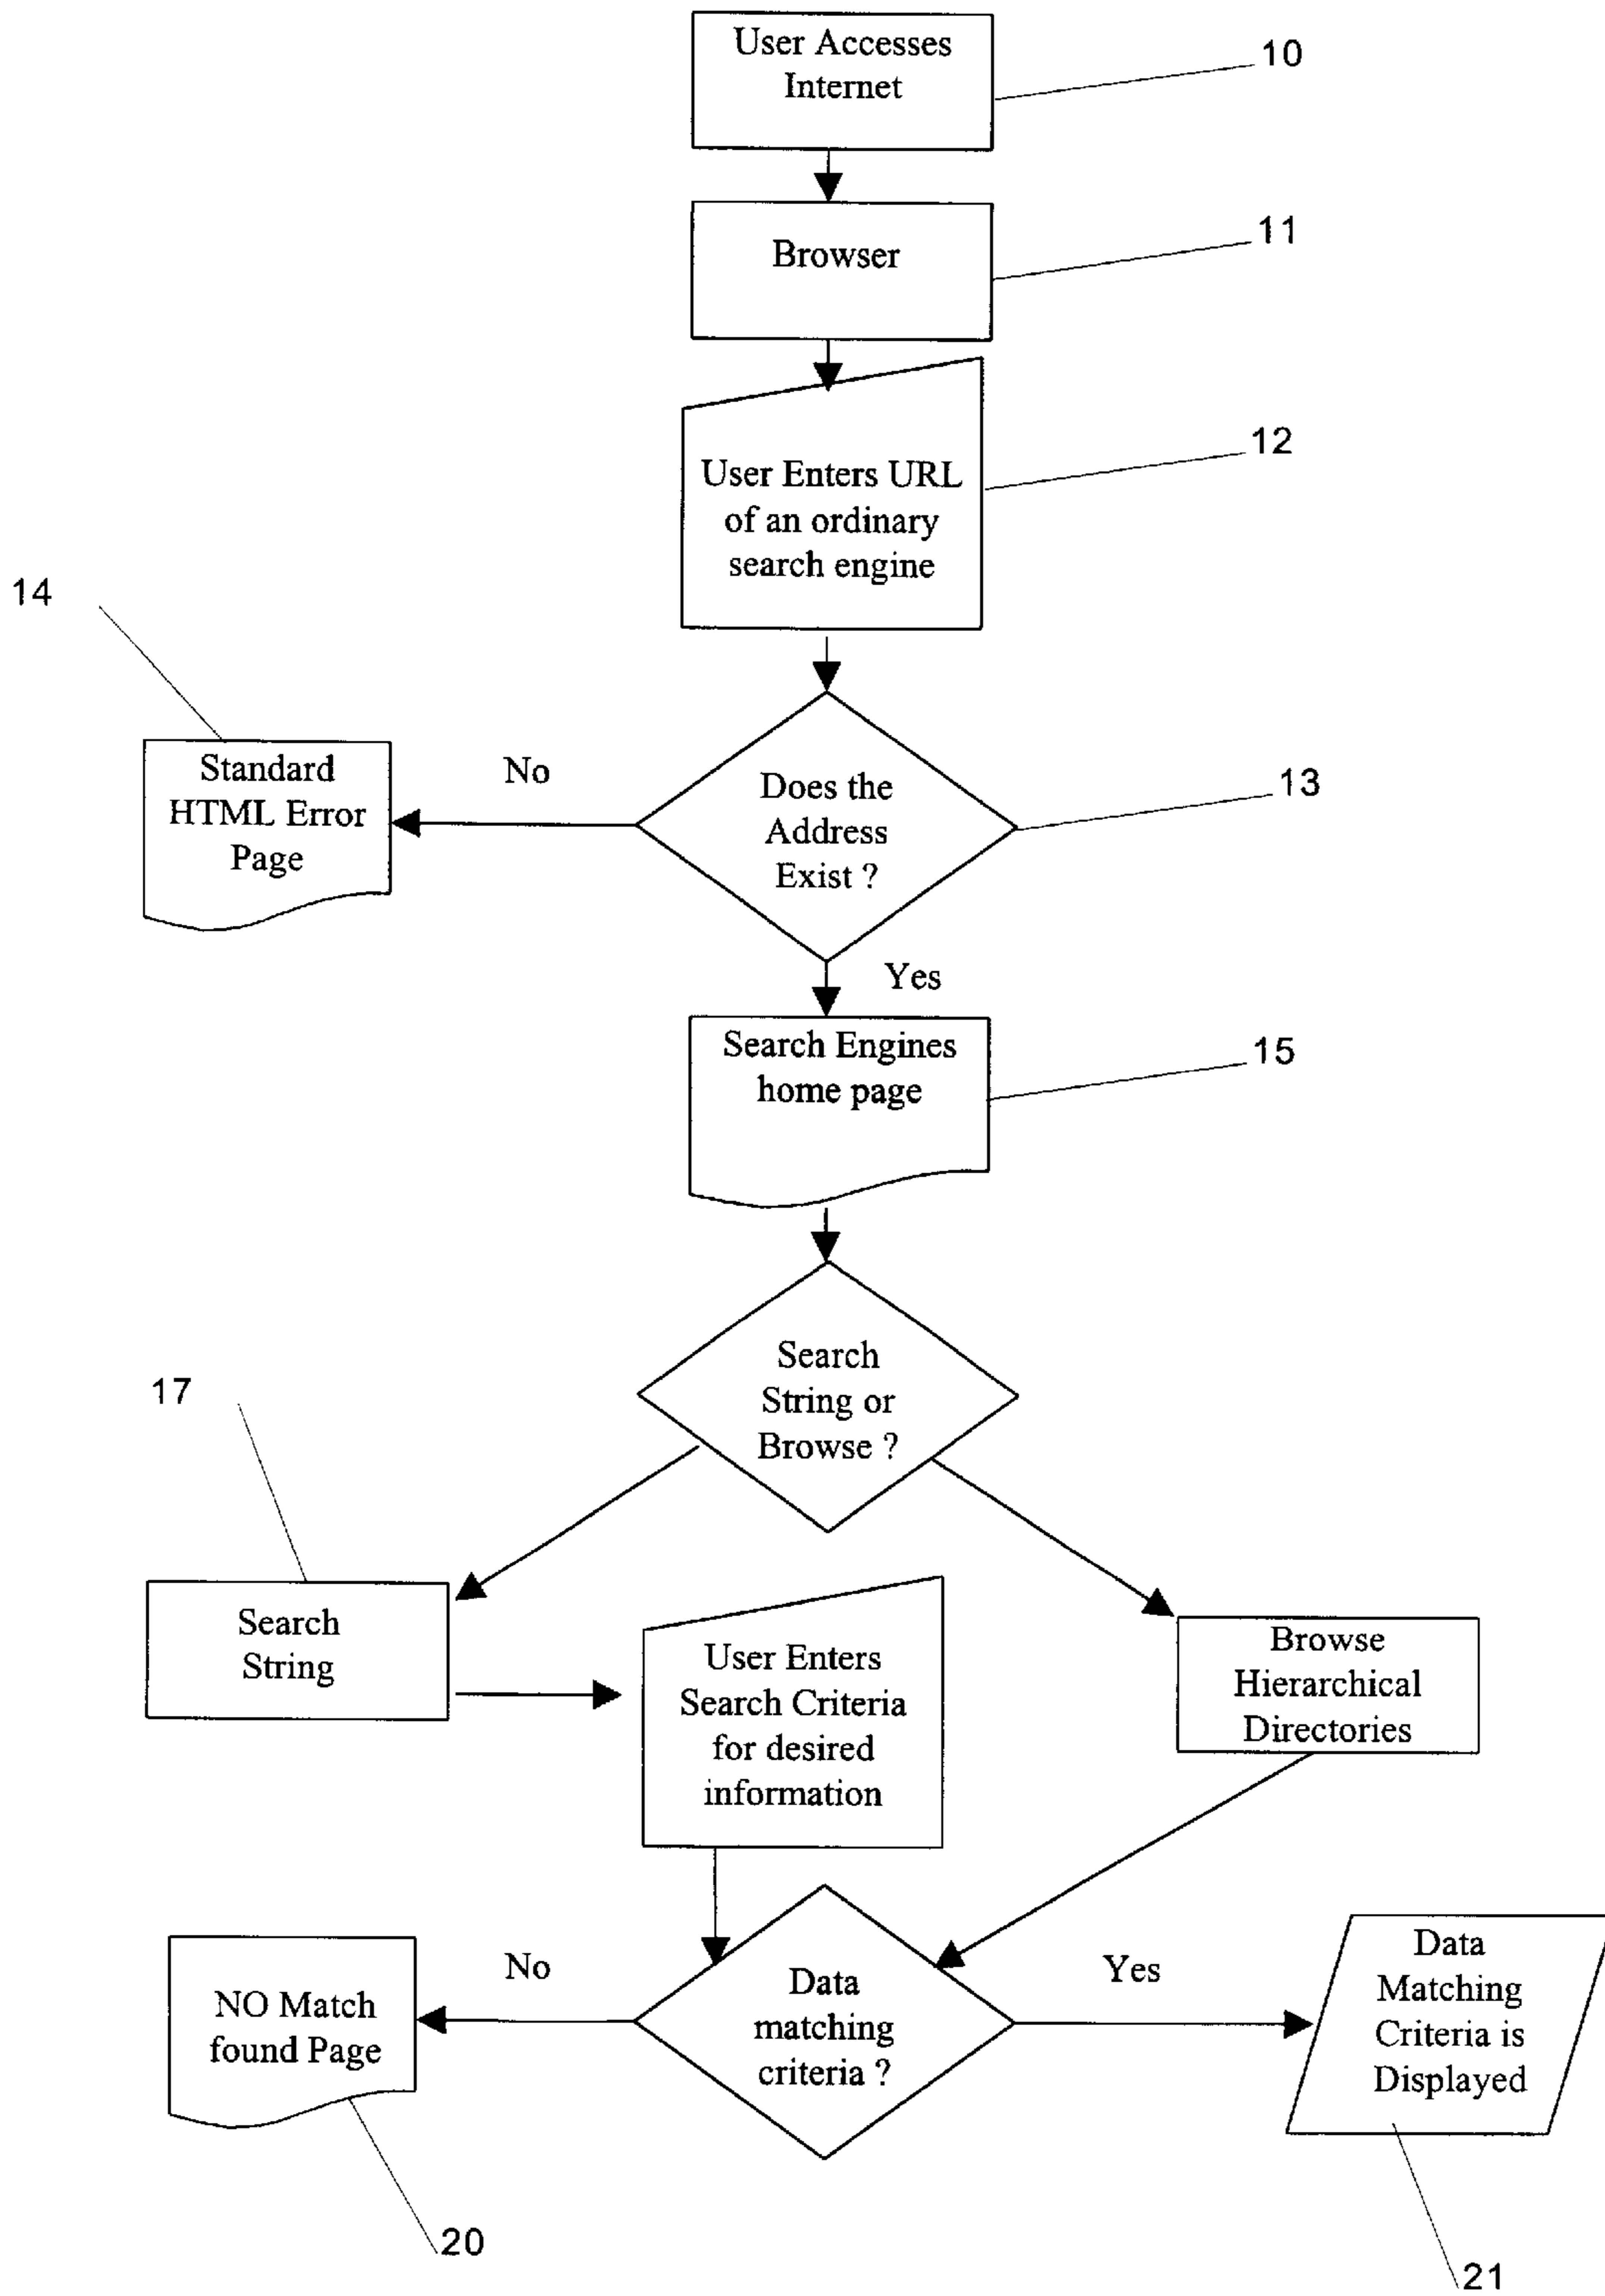 User Accesses
Internet
10
Browser
11
User Enters URL
of an ordinary
search engine
12
14
Standard
HTML Error
Page
No
Does the
Address
Exist ?
13
Yes
Search Engines
home page
15
Search
String or
Browse ?
17
Search
String
User Enters
Search Criteria
for desired
information
Browse
Hierarchical
Directories
NO Match
found Page
No
Data
matching
criteria ?
Yes
Data
Matching
Criteria is
Displayed
20
21